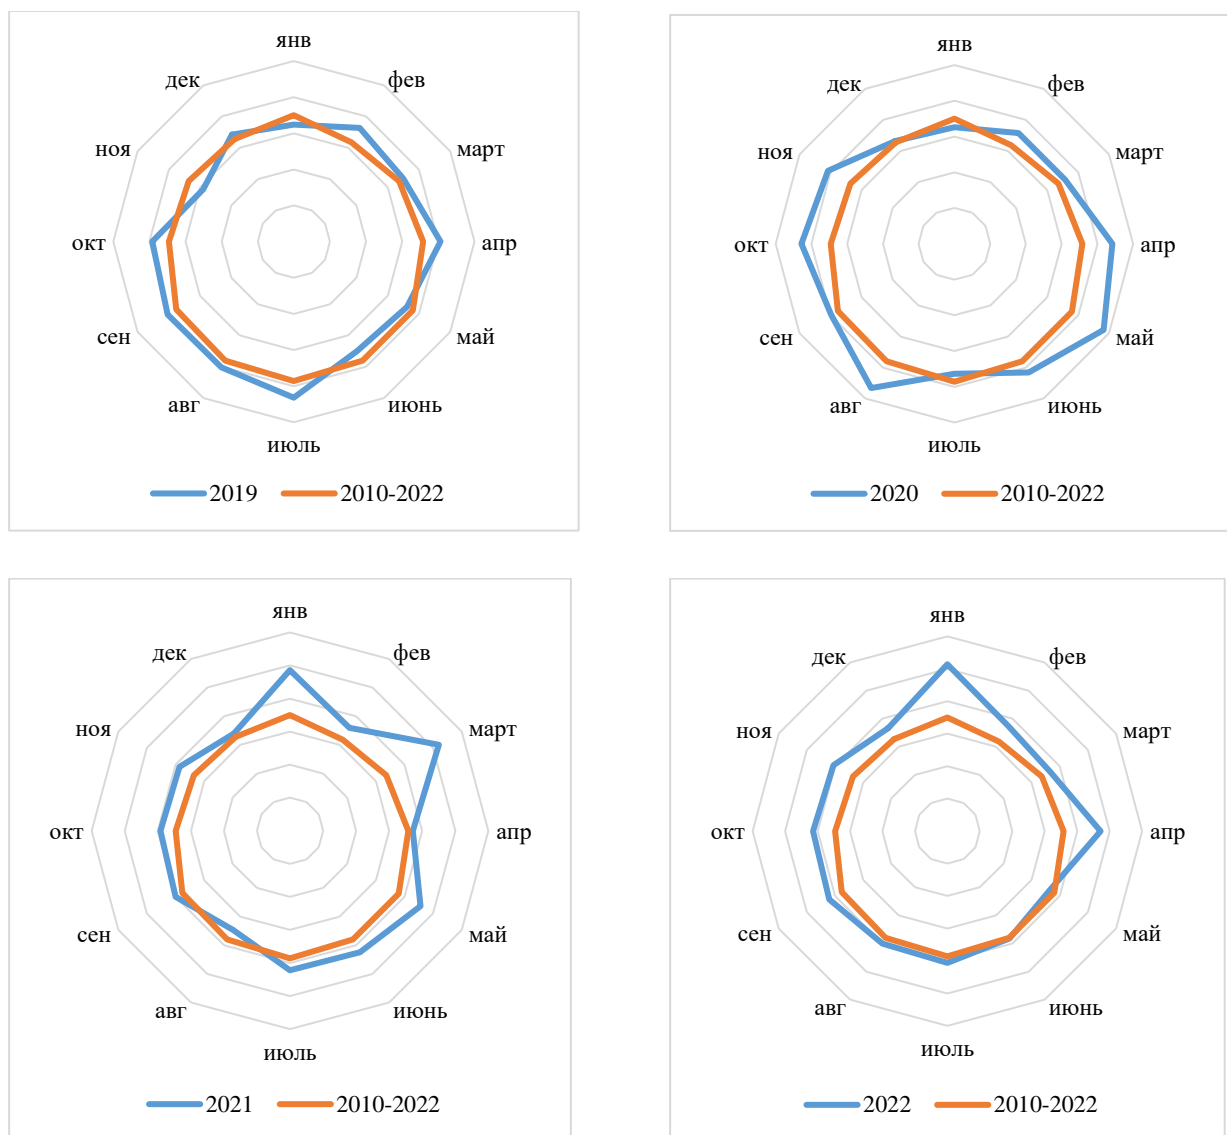 янв
фев
март
апр
май
июнь
июль
авг
сен
окт
ноя
дек
2019 2010-2022
янв
фев
март
апр
май
июнь
июль
авг
сен
окт
ноя
дек
2020 2010-2022
янв
фев
март
апр
май
июнь
июль
авг
сен
окт
ноя
дек
2021 2010-2022
янв
фев
март
апр
май
июнь
июль
авг
сен
окт
ноя
дек
2022 2010-2022